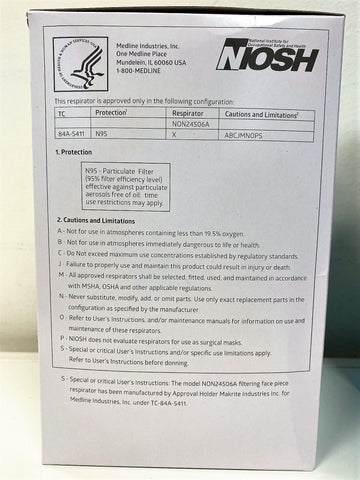 DEPARTMENT OF HEALTH & HUMAN SERVICES USA
Medline Industries, Inc.
One Medline Place
Mundelein, IL 60060 USA
1-800-MEDLINE
National Institute for
Occupational Safety and Health
NIOSH
This respirator is approved only in the following configuration:
TC Protection¹ Respirator Cautions and Limitations²
NON24506A
84A-5411 N95 X ABCJMNOPS
1. Protection
N95 - Particulate Filter
(95% filter efficiency level)
effective against particulate
aerosols free of oil; time
use restrictions may apply.
2. Cautions and Limitations
A - Not for use in atmospheres containing less than 19.5% oxygen.
B - Not for use in atmospheres immediately dangerous to life or health.
C - Do not exceed maximum use concentrations established by regulatory standards.
J - Failure to properly use and maintain this product could result in injury or death.
M - All approved respirators shall be selected, fitted, used, and maintained in accordance
with MSHA, OSHA and other applicable regulations.
N - Never substitute, modify, add, or omit parts. Use only exact replacement parts in the
configuration as specified by the manufacturer.
O - Refer to User's Instructions, and/or maintenance manuals for information on use and
maintenance of these respirators.
P - NIOSH does not evaluate respirators for use as surgical masks.
S - Special or critical User's Instructions and/or specific use limitations apply.
Refer to User's Instructions before donning.
S - Special or critical User's Instructions: The model NON24506A filtering face piece
respirator has been manufactured by Approval Holder Makrite Industries Inc. for
Medline Industries Inc. under TC-84A-5411.